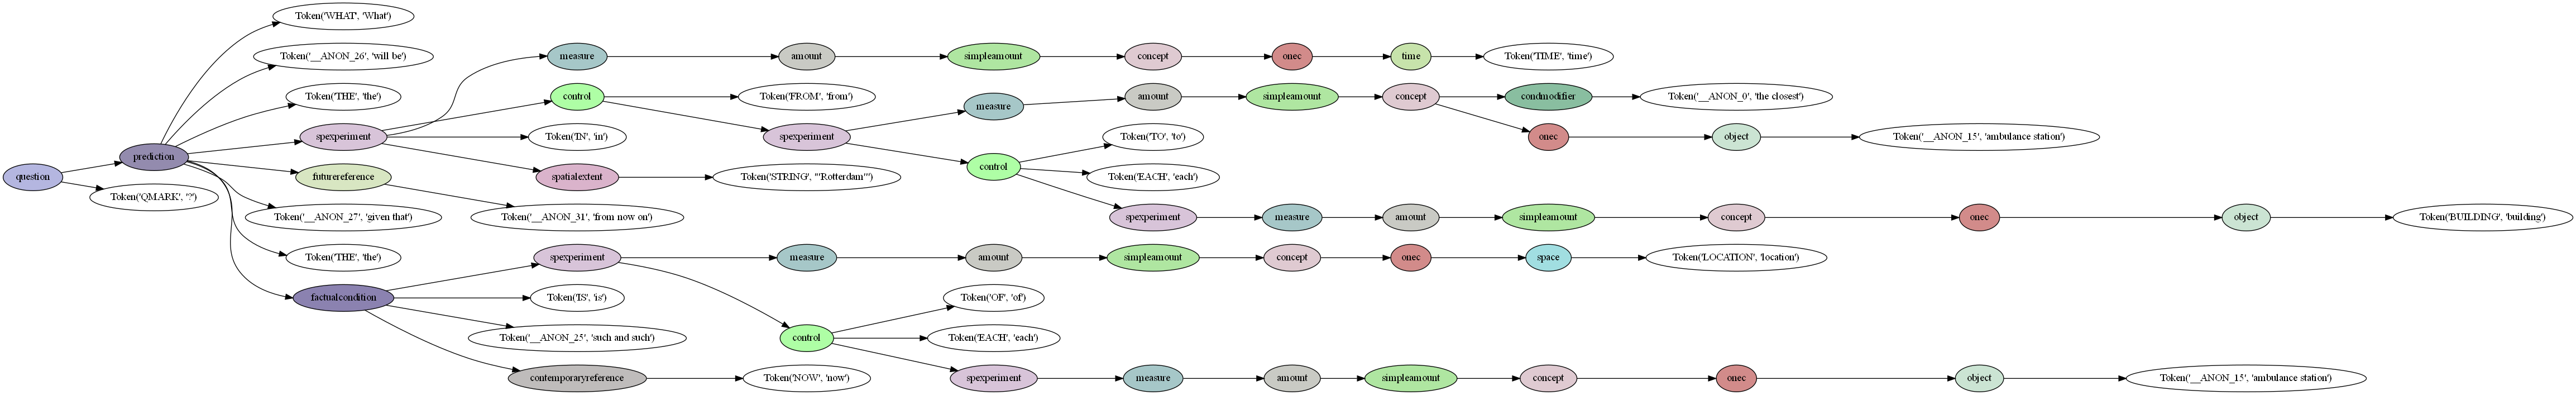 Token('WHAT', 'What')
Token('__ANON_26', 'will be')
measure amount simpleamount concept onec time Token('TIME', 'time')
Token('THE', 'the') control Token('FROM', 'from') measure amount simpleamount concept condmodifier Token('__ANON_0', 'the closest')
spexperiment Token('IN', 'in') spexperiment Token('TO', 'to') onec object Token('__ANON_15', 'ambulance station')
prediction
control
question futurereference spatialextent Token('STRING', "'Rotterdam'") Token('EACH', 'each')
Token('QMARK', '?')
Token('__ANON_27', 'given that') Token('__ANON_31', 'from now on') spexperiment measure amount simpleamount concept onec object Token('BUILDING', 'building')
Token('THE', 'the') spexperiment measure amount simpleamount concept onec space Token('LOCATION', 'location')
factualcondition Token('IS', 'is') Token('OF', 'of')
Token('__ANON_25', 'such and such') control Token('EACH', 'each')
contemporaryreference Token('NOW', 'now') spexperiment measure amount simpleamount concept onec object Token('__ANON_15', 'ambulance station')